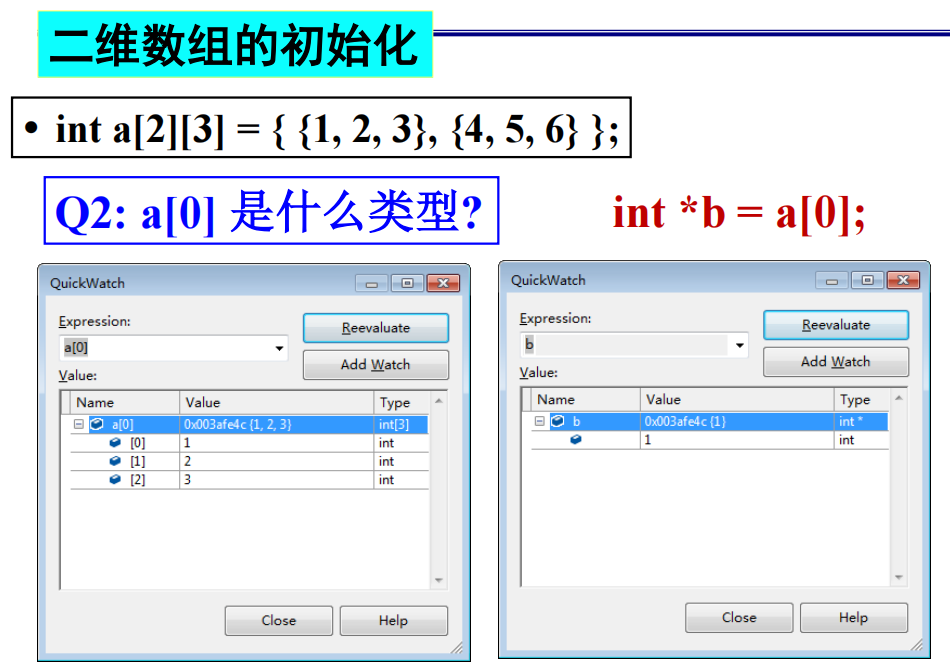 二维数组的初始化
• int a[2][3] = { {1, 2, 3}, {4, 5, 6} };
Q2: a[0] 是什么类型?
int *b = a[0];
QuickWatch
Expression:
Reevaluate
a[0]
Add Watch
Value:
Name Value Type
a[0] 0x003afe4c {1, 2, 3} int[3]
[0] 1 int
[1] 2 int
[2] 3 int
Close Help
QuickWatch
Expression:
Reevaluate
b
Add Watch
Value:
Name Value Type
b 0x003afe4c {1} int *
1 int
Close Help